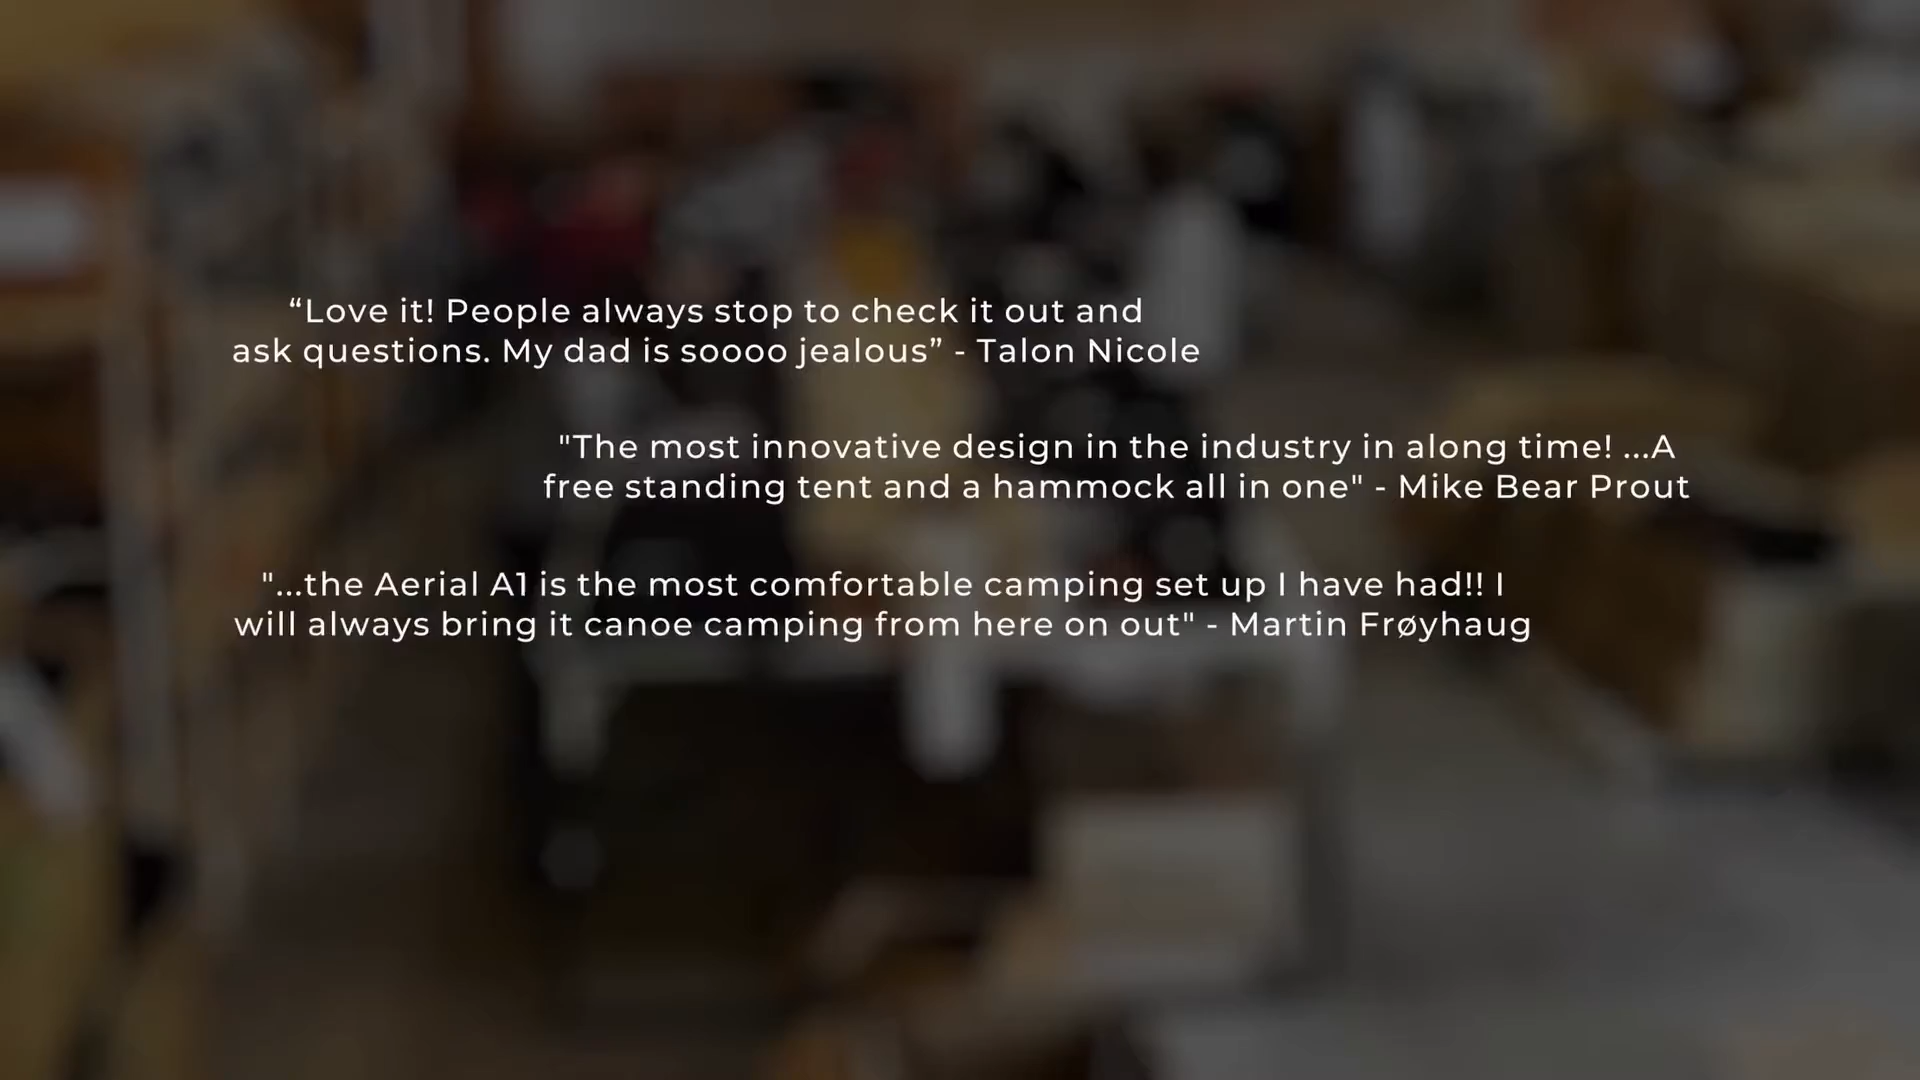 “Love it! People always stop to check it out and
ask questions. My dad is soooo jealous” - Talon Nicole
"The most innovative design in the industry in along time! ...A
free standing tent and a hammock all in one" - Mike Bear Prout
"...the Aerial A1 is the most comfortable camping set up I have had!! I
will always bring it canoe camping from here on out" - Martin Frøyhaug